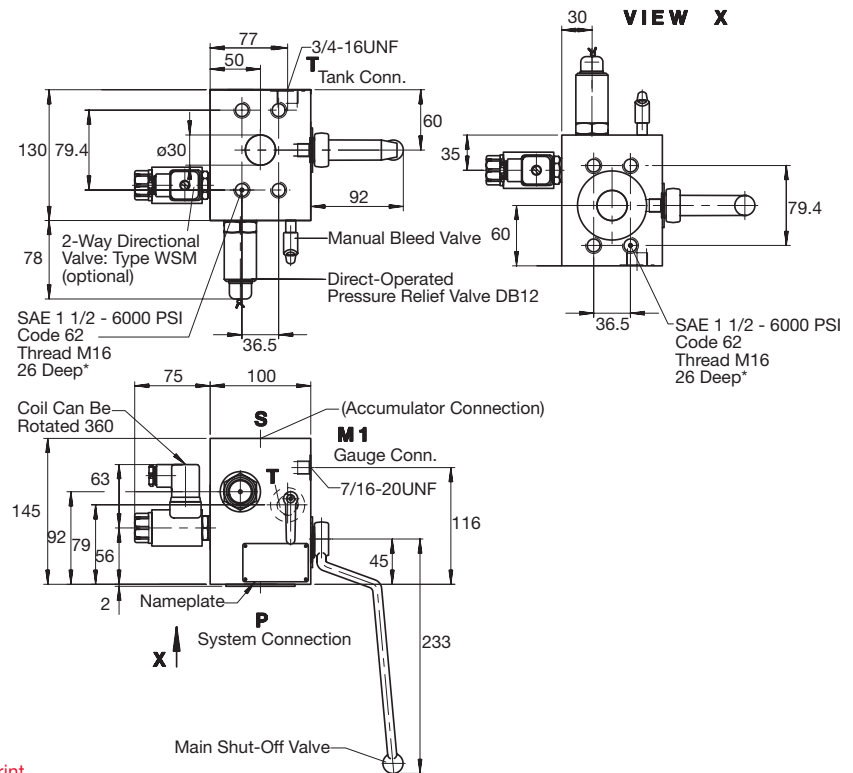 VIEW X
77
50
3/4-16UNF
T
Tank Conn.
30
130
79.4
ø30
60
92
35
60
79.4
78
2-Way Directional
Valve: Type WSM
(optional)
Manual Bleed Valve
Direct-Operated
Pressure Relief Valve DB12
SAE 1 1/2 - 6000 PSI
Code 62
Thread M16
26 Deep*
36.5
36.5
SAE 1 1/2 - 6000 PSI
Code 62
Thread M16
26 Deep*
75
100
Coil Can Be
Rotated 360
S
(Accumulator Connection)
M1
Gauge Conn.
T
7/16-20UNF
63
145
92
79
56
116
45
2
Nameplate
P
System Connection
X
233
Main Shut-Off Valve